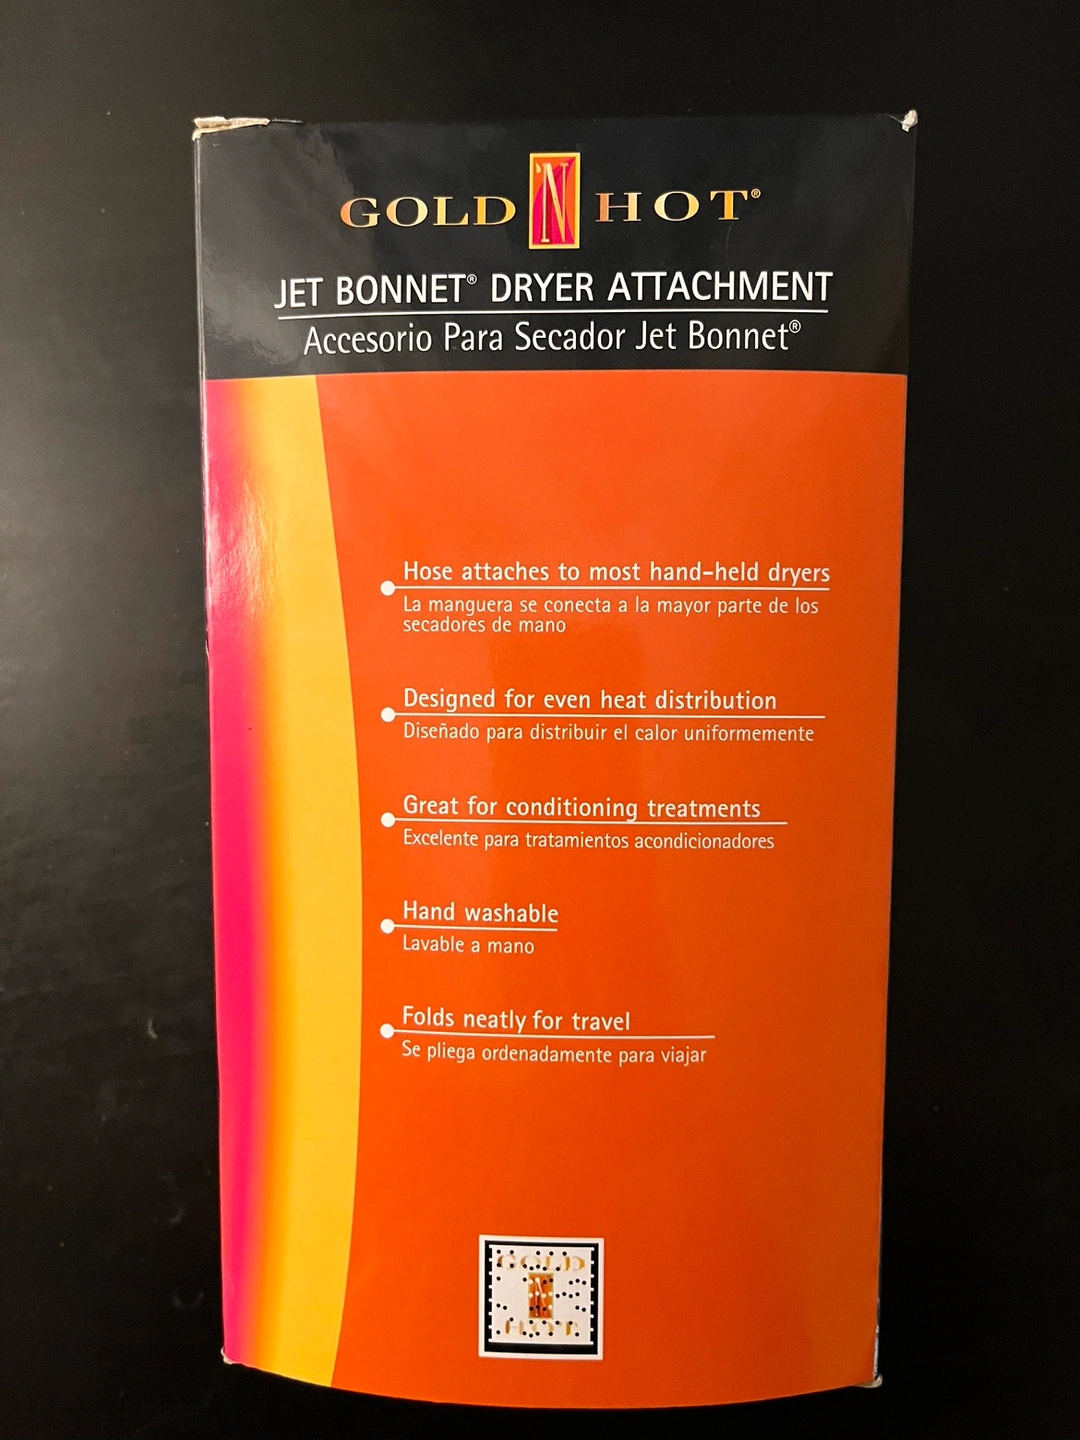 GOLD 'N HOT®
JET BONNET® DRYER ATTACHMENT
Accesorio Para Secador Jet Bonnet®
Hose attaches to most hand-held dryers
La manguera se conecta a la mayor parte de los
secadores de mano
Designed for even heat distribution
Diseñado para distribuir el calor uniformemente
Great for conditioning treatments
Excelente para tratamientos acondicionadores
Hand washable
Lavable a mano
Folds neatly for travel
Se pliega ordenadamente para viajar
GOLD
'N
HOT